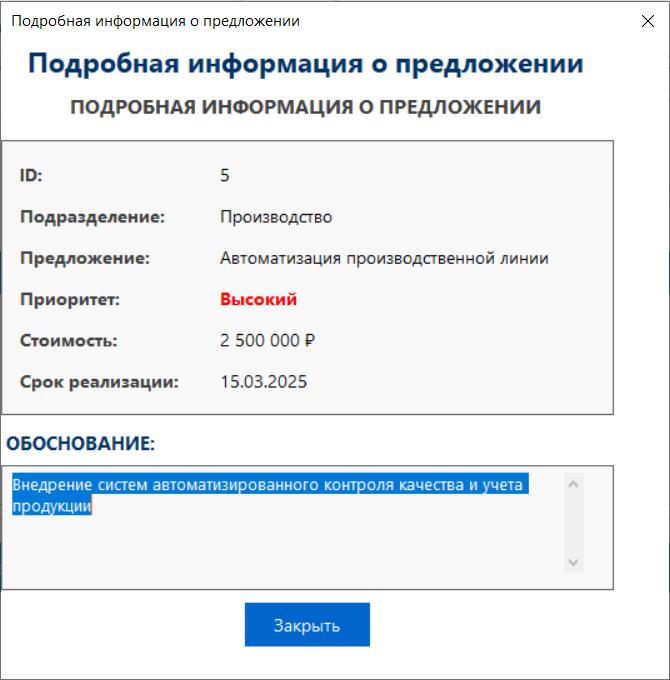 Подробная информация о предложении
Подробная информация о предложении
ПОДРОБНАЯ ИНФОРМАЦИЯ О ПРЕДЛОЖЕНИИ
ID: 5
Подразделение: Производство
Предложение: Автоматизация производственной линии
Приоритет: Высокий
Стоимость: 2 500 000 ₽
Срок реализации: 15.03.2025
ОБОСНОВАНИЕ:
Внедрение систем автоматизированного контроля качества и учета
продукции
Закрыть